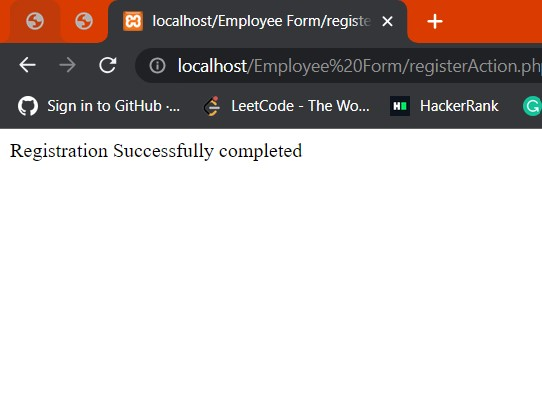 localhost/Employee Form/registe
localhost/Employee%20Form/registerAction.php
Sign in to GitHub ·...
LeetCode - The Wo...
HackerRank
Registration Successfully completed